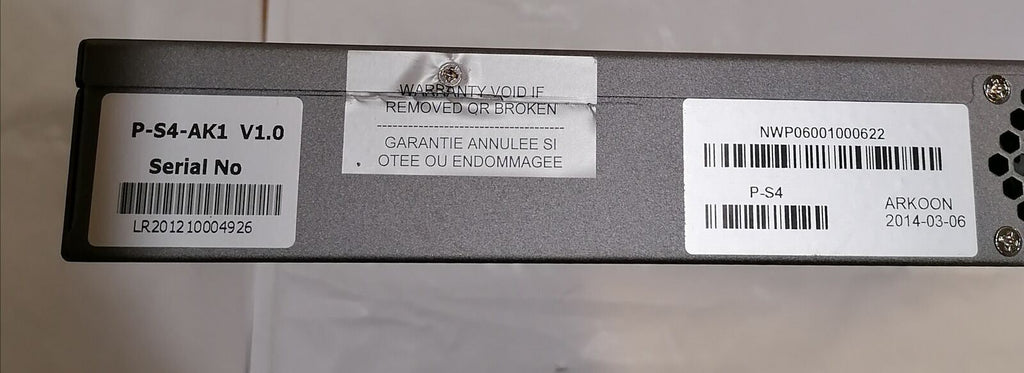 P-S4-AK1 V1.0
Serial No
LR201210004926
WARRANTY VOID IF
REMOVED OR BROKEN
GARANTIE ANNULEE SI
OTEE OU ENDOMMAGEE
NWP06001000622
P-S4
ARKOON
2014-03-06